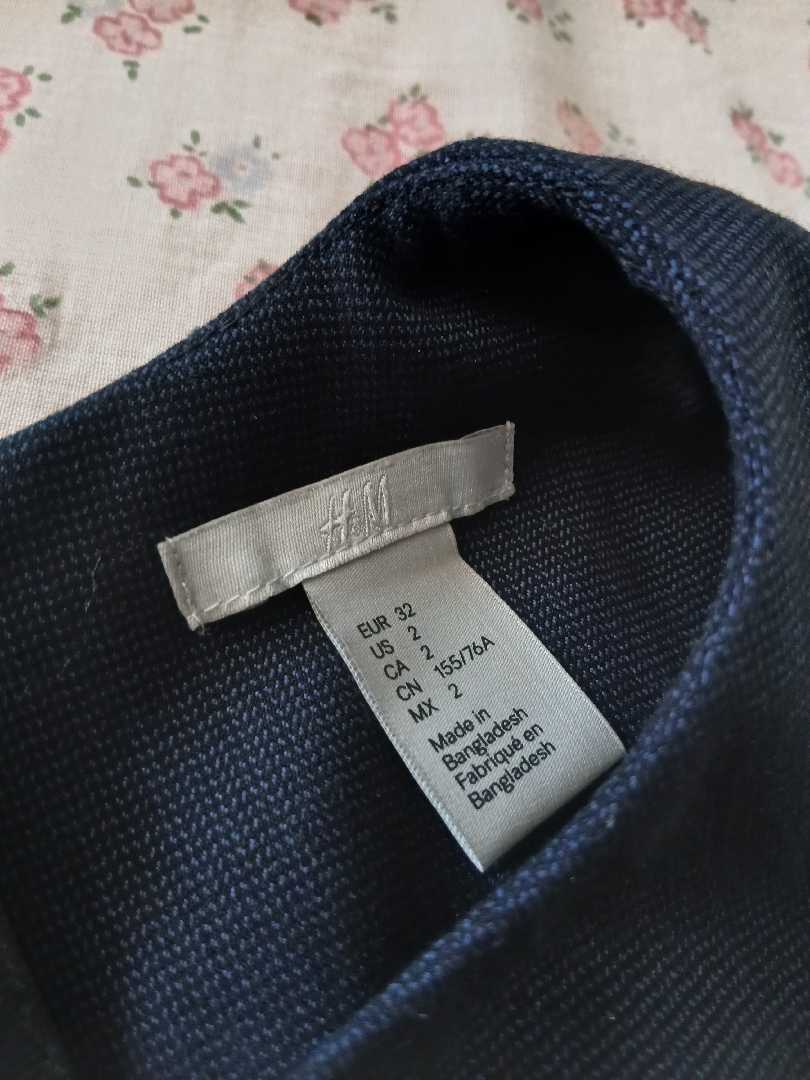 H&M
EUR 32
US 2
CA 2
CN 155/76A
MX 2
Made in
Bangladesh
Fabriqué en
Bangladesh